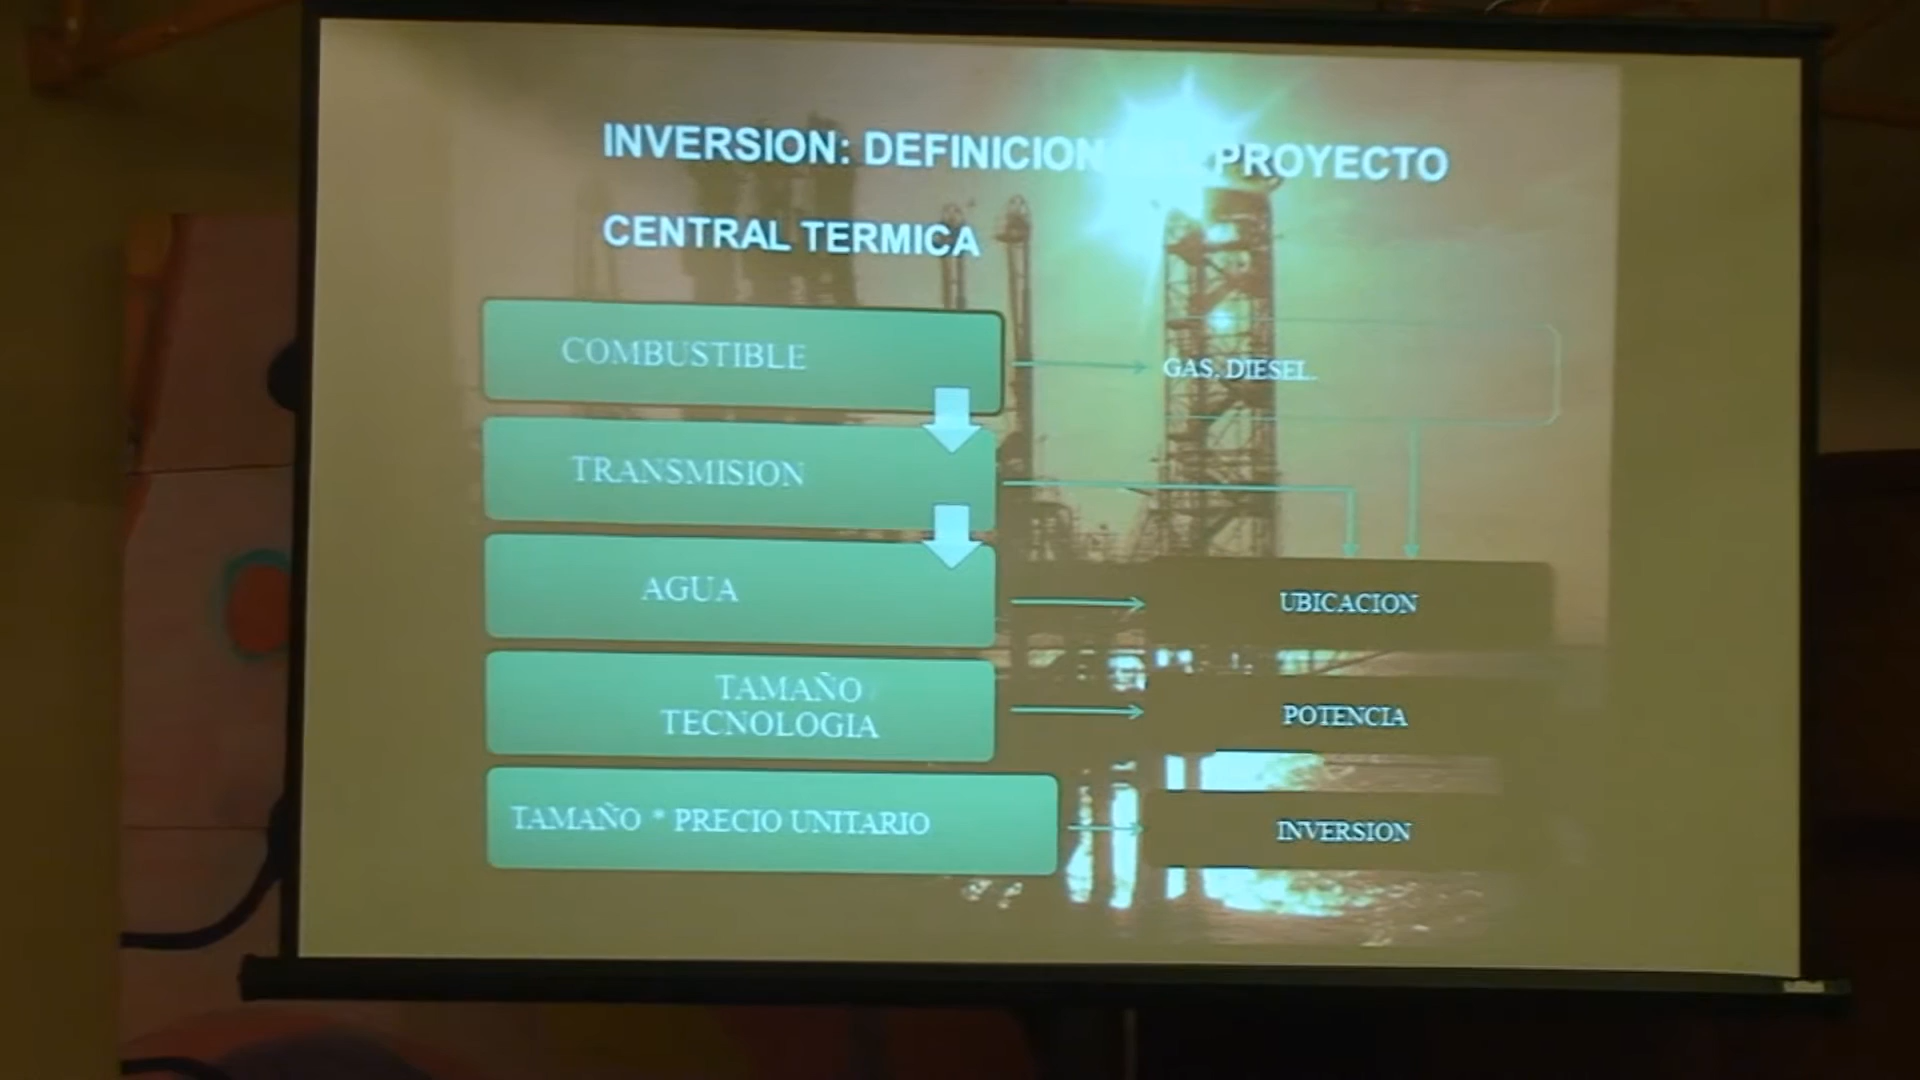 INVERSION: DEFINICION PROYECTO
CENTRAL TERMICA
COMBUSTIBLE
GAS. DIESEL.
TRANSMISION
AGUA
UBICACION
TAMAÑO
TECNOLOGIA
POTENCIA
TAMAÑO * PRECIO UNITARIO
INVERSION